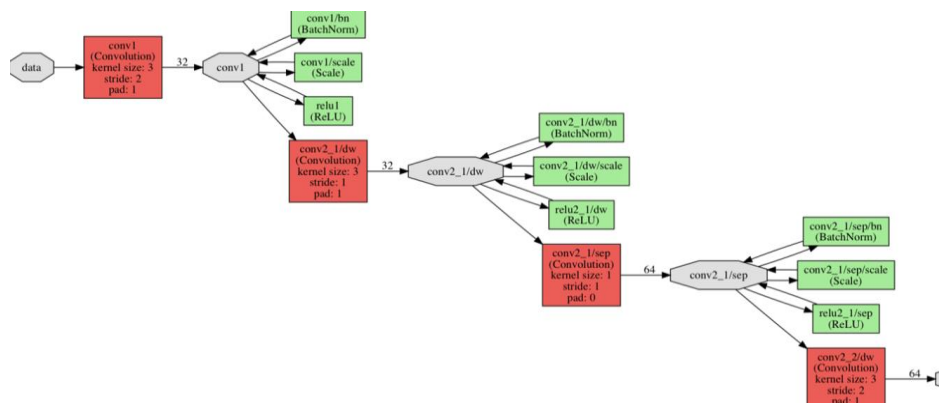 conv1/bn
(BatchNorm)
data
conv1
(Convolution)
kernel size: 3
stride: 2
pad: 1
32
conv1
conv1/scale
(Scale)
relu1
(ReLU)
conv2_1/dw
(Convolution)
kernel size: 3
stride: 1
pad: 1
32
conv2_1/dw
conv2_1/dw/bn
(BatchNorm)
conv2_1/dw/scale
(Scale)
relu2_1/dw
(ReLU)
conv2_1/sep
(Convolution)
kernel size: 1
stride: 1
pad: 0
64
conv2_1/sep
conv2_1/sep/bn
(BatchNorm)
conv2_1/sep/scale
(Scale)
relu2_1/sep
(ReLU)
conv2_2/dw
(Convolution)
kernel size: 3
stride: 2
pad: 1
64